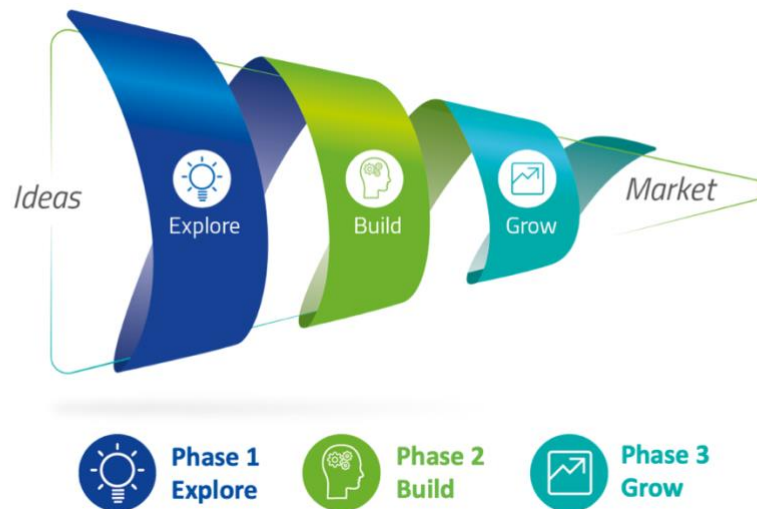 Ideas
Explore
Build
Grow
Market
Phase 1
Explore
Phase 2
Build
Phase 3
Grow